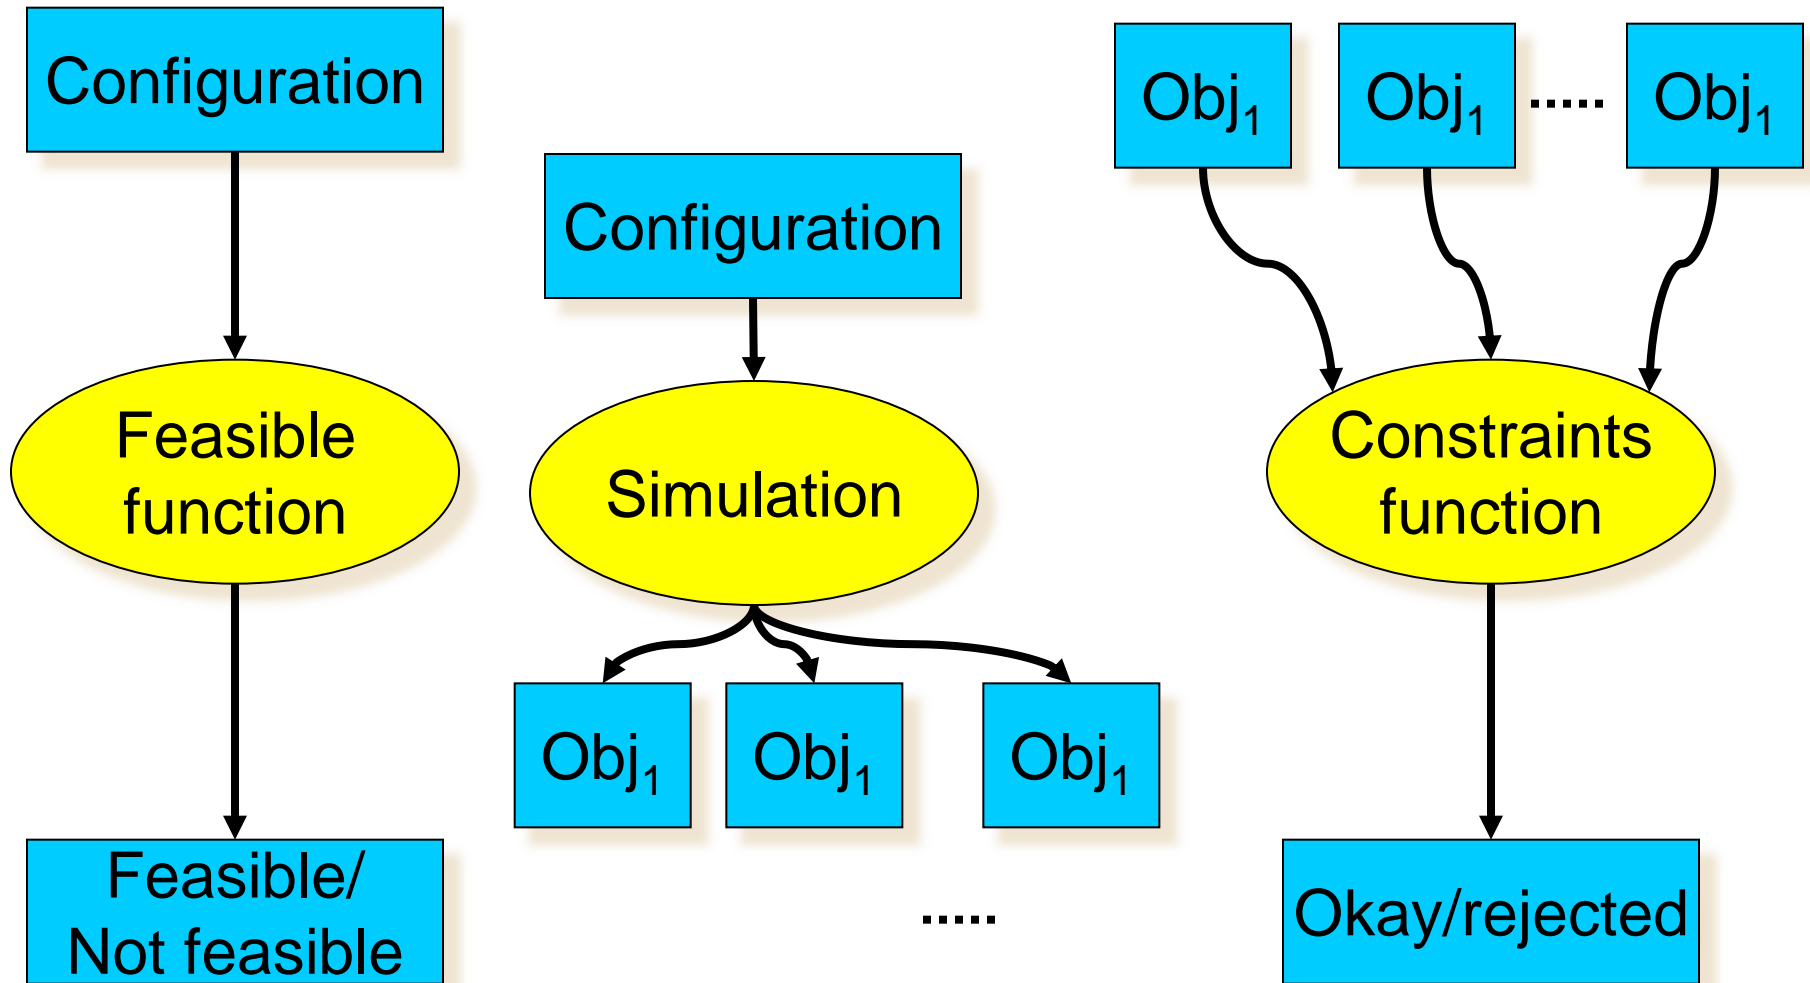 Configuration
Feasible
function
Feasible/
Not feasible
Configuration
Simulation
Obj₁
Obj₁
Obj₁
......
Obj₁
Obj₁
......
Obj₁
Constraints
function
Okay/rejected